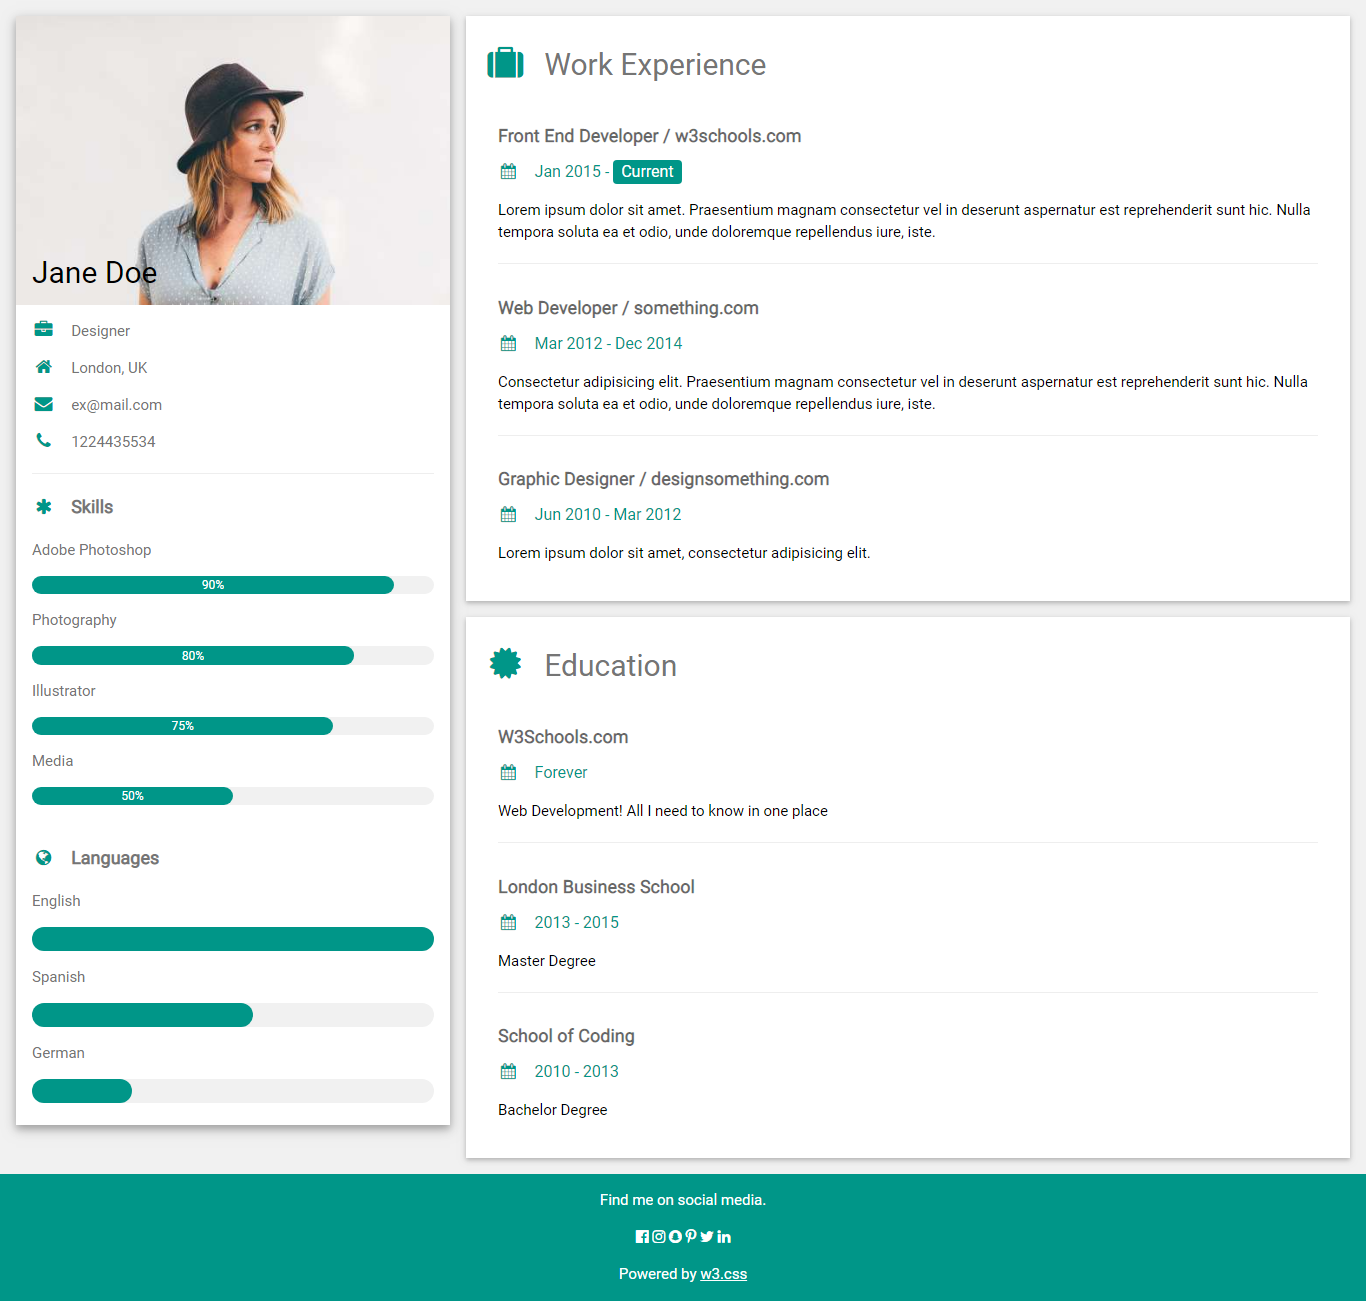 Jane Doe
Designer
London, UK
ex@mail.com
1224435534
Skills
Adobe Photoshop
90%
Photography
80%
Illustrator
75%
Media
50%
Languages
English
Spanish
German
Work Experience
Front End Developer / w3schools.com
Jan 2015 - Current
Lorem ipsum dolor sit amet. Praesentium magnam consectetur vel in deserunt aspernatur est reprehenderit sunt hic. Nulla
tempora soluta ea et odio, unde doloremque repellendus iure, iste.
Web Developer / something.com
Mar 2012 - Dec 2014
Consectetur adipisicing elit. Praesentium magnam consectetur vel in deserunt aspernatur est reprehenderit sunt hic. Nulla
tempora soluta ea et odio, unde doloremque repellendus iure, iste.
Graphic Designer / designsomething.com
Jun 2010 - Mar 2012
Lorem ipsum dolor sit amet, consectetur adipisicing elit.
Education
W3Schools.com
Forever
Web Development! All I need to know in one place
London Business School
2013 - 2015
Master Degree
School of Coding
2010 - 2013
Bachelor Degree
Find me on social media.
Powered by w3.css